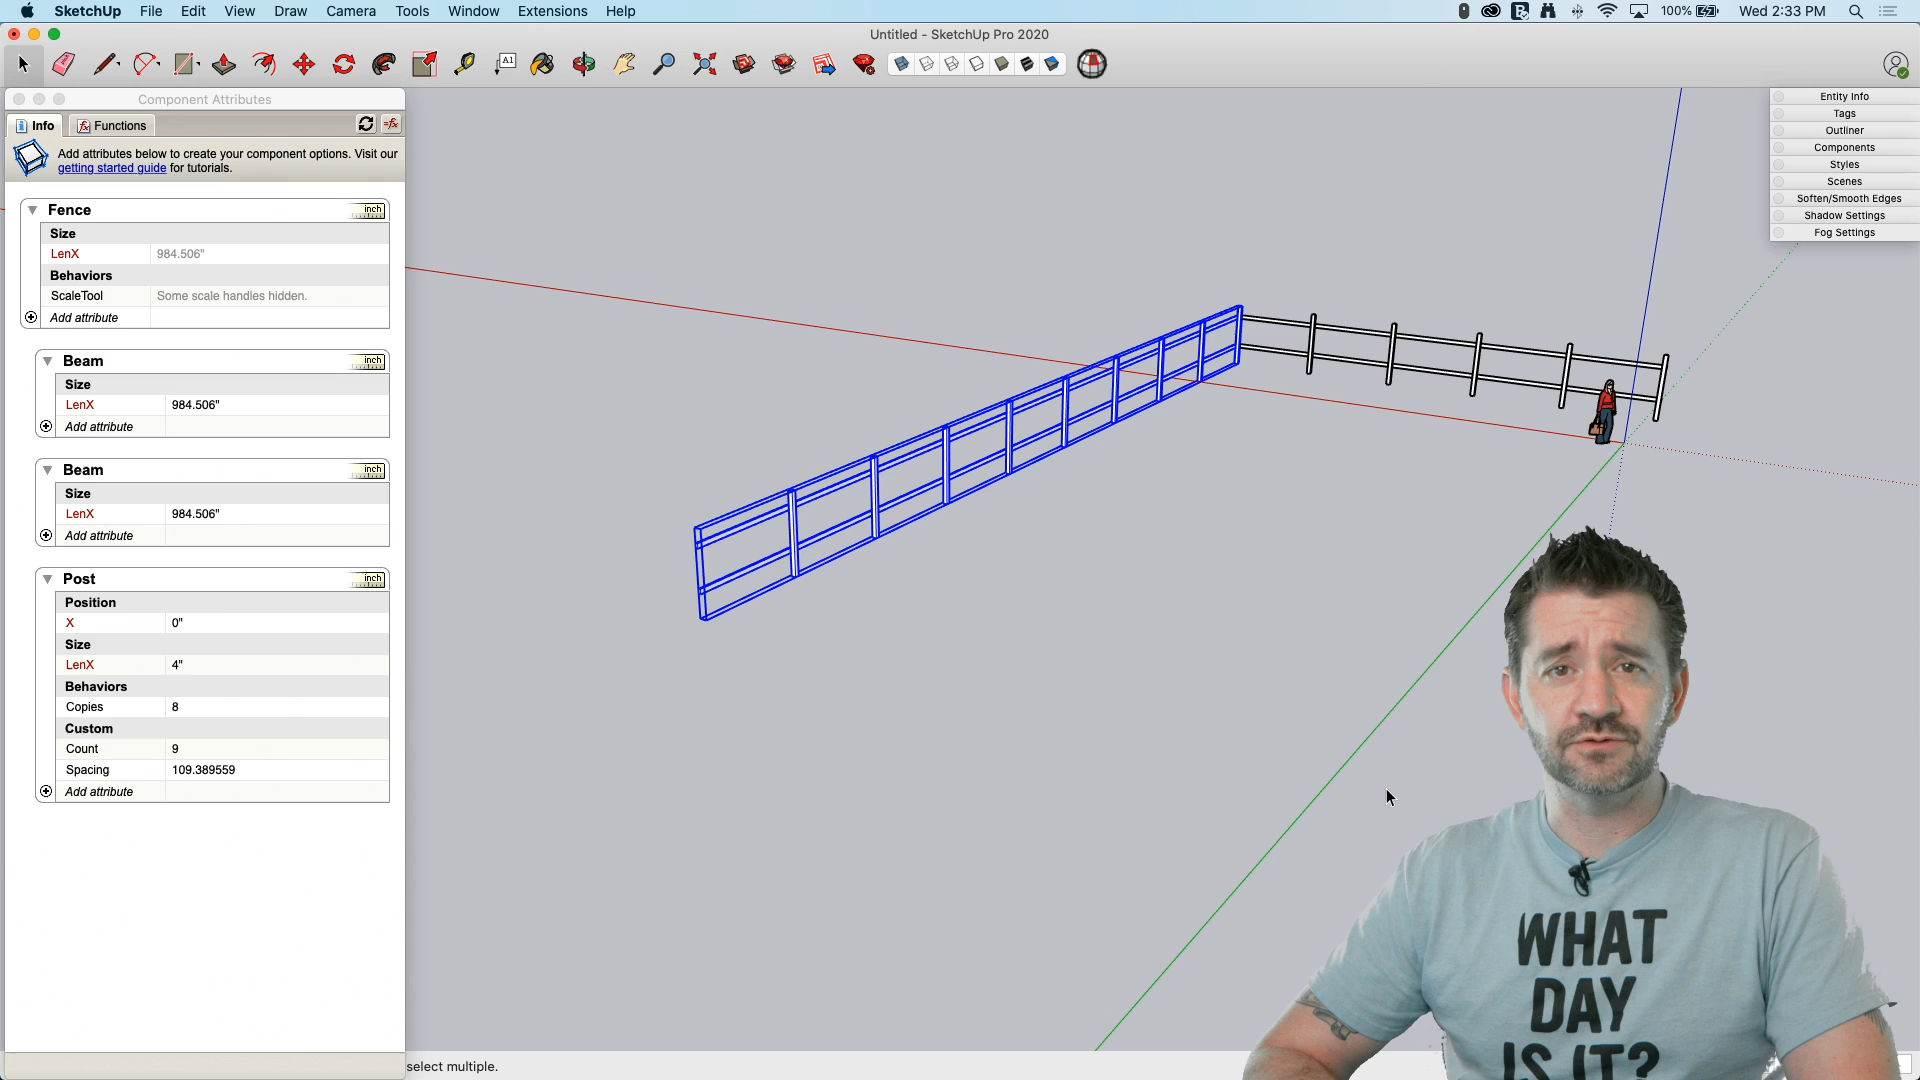 SketchUp File Edit View Draw Camera Tools Window Extensions Help
100% Wed 2:33 PM
Untitled - SketchUp Pro 2020
A1
Component Attributes
Info Functions
Add attributes below to create your component options. Visit our
getting started guide for tutorials.
Fence inch
Size
LenX 984.506"
Behaviors
ScaleTool Some scale handles hidden.
Add attribute
Beam inch
Size
LenX 984.506"
Add attribute
Beam inch
Size
LenX 984.506"
Add attribute
Post inch
Position
X 0"
Size
LenX 4"
Behaviors
Copies 8
Custom
Count 9
Spacing 109.389559
Add attribute
Entity Info
Tags
Outliner
Components
Styles
Scenes
Soften/Smooth Edges
Shadow Settings
Fog Settings
select multiple.
WHAT
DAY
IS IT?